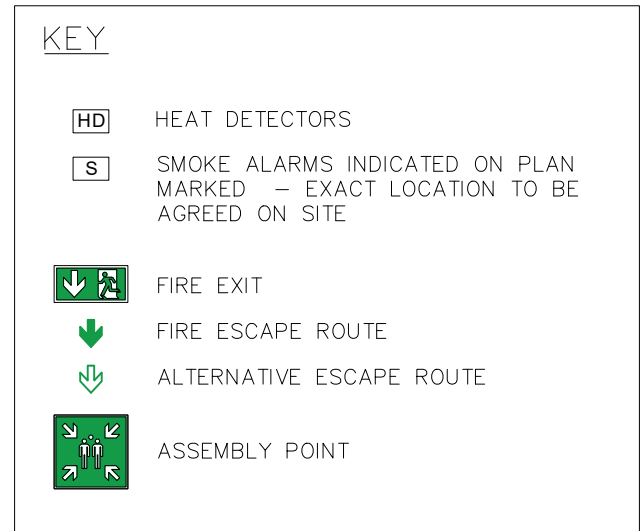 KEY
HD HEAT DETECTORS
S SMOKE ALARMS INDICATED ON PLAN
MARKED – EXACT LOCATION TO BE
AGREED ON SITE
FIRE EXIT
FIRE ESCAPE ROUTE
ALTERNATIVE ESCAPE ROUTE
ASSEMBLY POINT